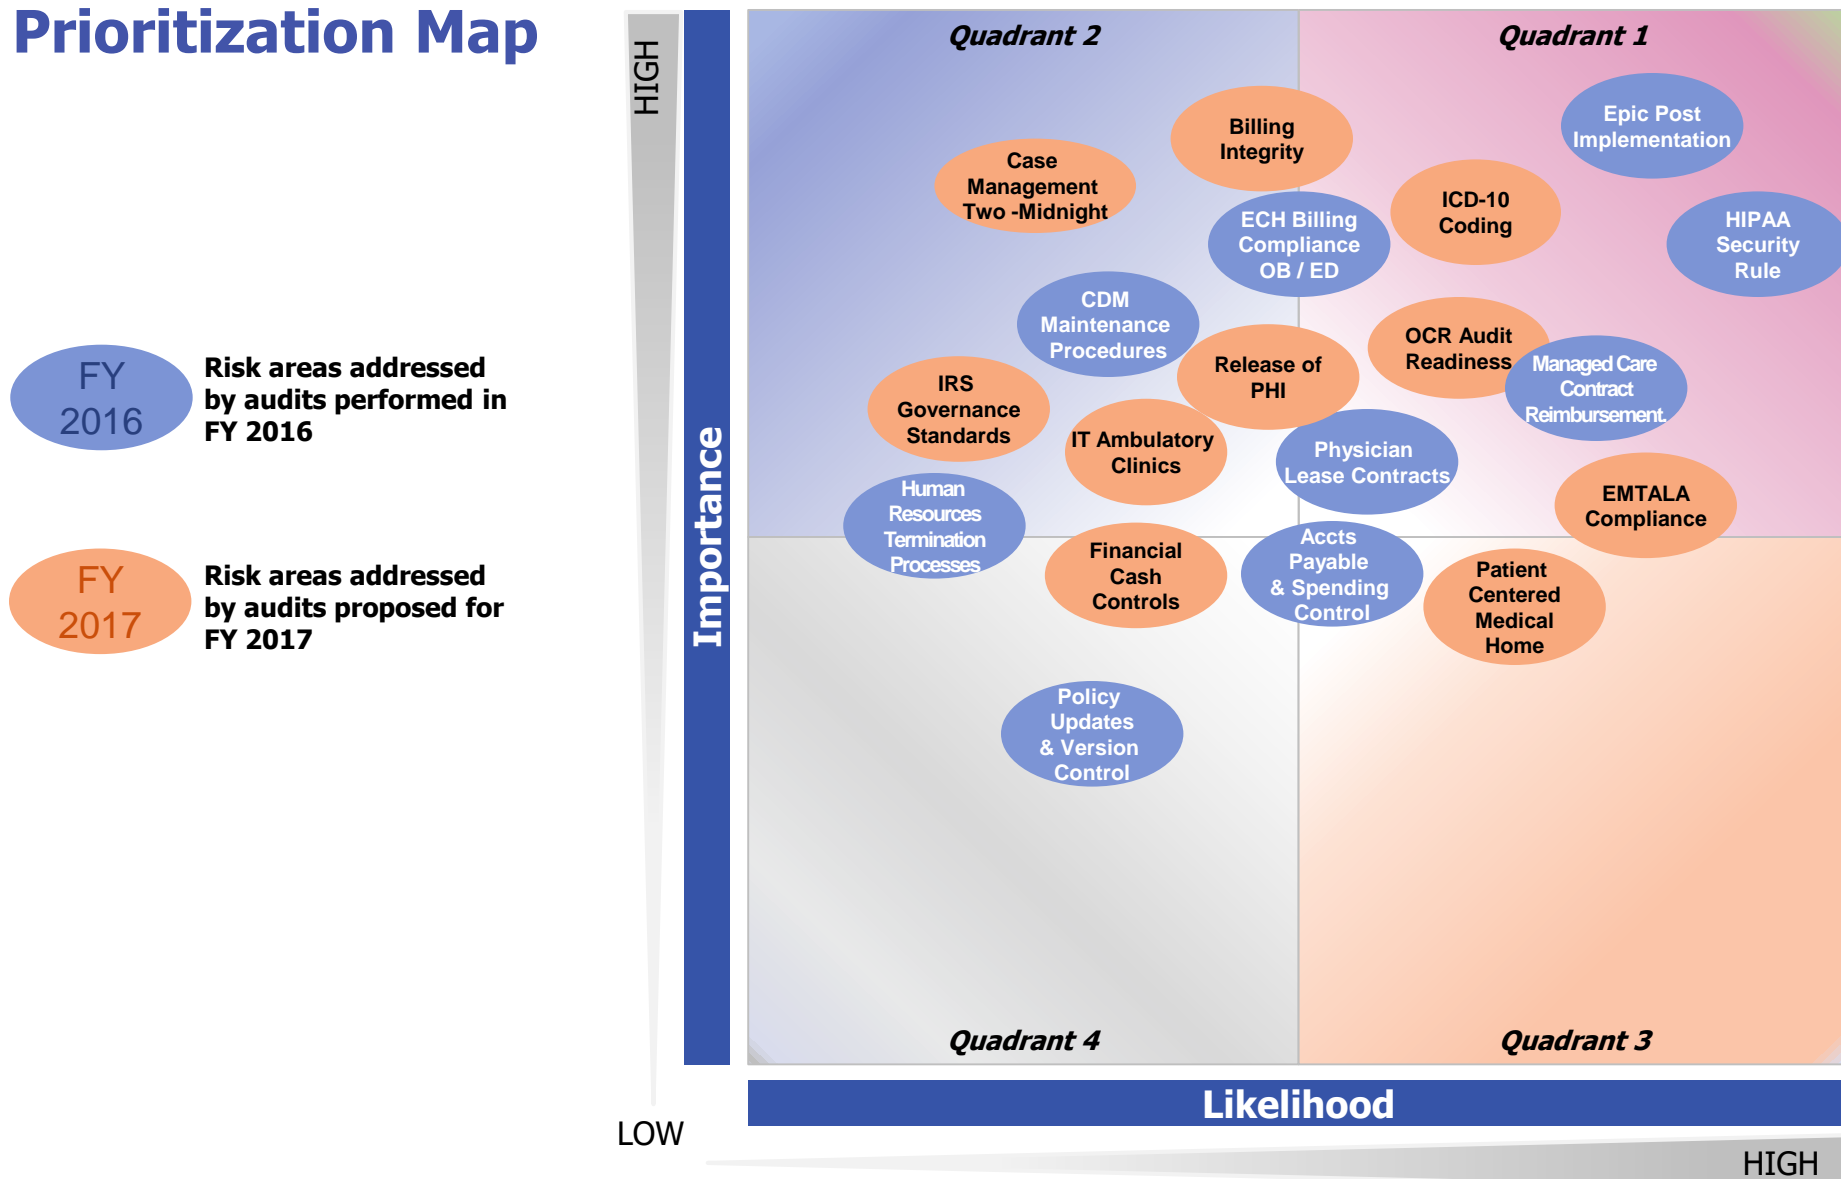 Prioritization Map
HIGH
Quadrant 2
Quadrant 1
Epic Post
Implementation
Billing
Integrity
Case
Management
Two -Midnight
ICD-10
Coding
ECH Billing
Compliance
OB / ED
HIPAA
Security
Rule
CDM
Maintenance
Procedures
OCR Audit
Readiness
Release of
PHI
Managed Care
Contract
Reimbursement.
IRS
Governance
Standards
IT Ambulatory
Clinics
Physician
Lease Contracts
Human
Resources
Termination
Processes
EMTALA
Compliance
Financial
Cash
Controls
Accts
Payable
& Spending
Control
Patient
Centered
Medical
Home
Policy
Updates
& Version
Control
FY
2016
Risk areas addressed
by audits performed in
FY 2016
FY
2017
Risk areas addressed
by audits proposed for
FY 2017
Importance
Quadrant 4
Quadrant 3
Likelihood
LOW
HIGH